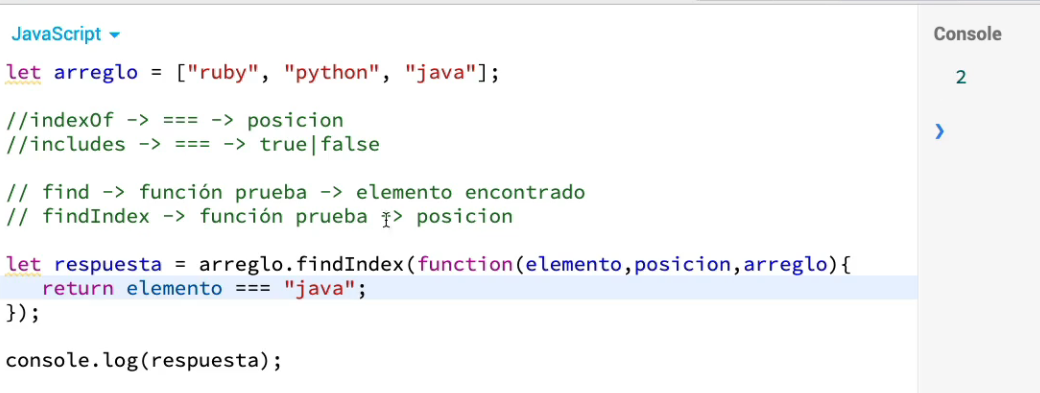 JavaScript
let arreglo = ["ruby", "python", "java"];
//indexOf -> === -> posicion
//includes -> === -> true|false
// find -> función prueba -> elemento encontrado
// findIndex -> función prueba -> posicion
let respuesta = arreglo.findIndex(function(elemento,posicion,arreglo){
return elemento === "java";
});
console.log(respuesta);
Console
2